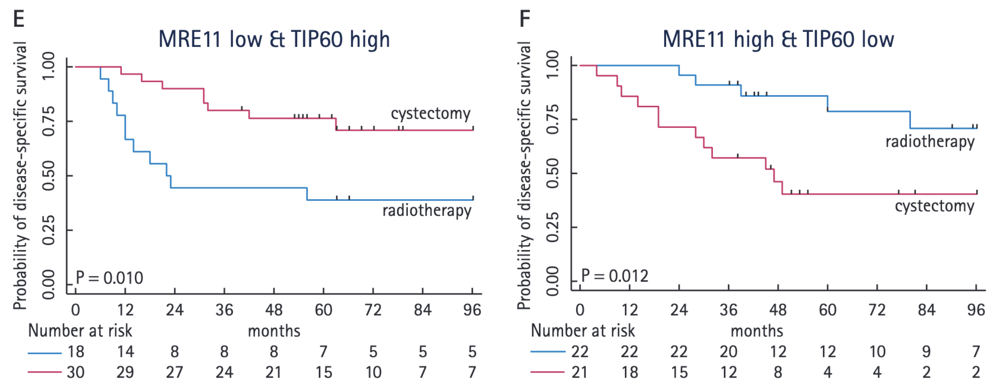 E
MRE11 low & TIP60 high
Probability of disease-specific survival
1.00
0.75
0.50
0.25
0.00
cystectomy
radiotherapy
P = 0.010
0 12 24 36 48 60 72 84 96
Number at risk months
18 14 8 8 8 7 5 5 5
30 29 27 24 21 15 10 7 7
F
MRE11 high & TIP60 low
Probability of disease-specific survival
1.00
0.75
0.50
0.25
0.00
radiotherapy
cystectomy
P = 0.012
0 12 24 36 48 60 72 84 96
Number at risk months
22 22 22 20 12 12 10 9 7
21 18 15 12 8 4 4 2 2